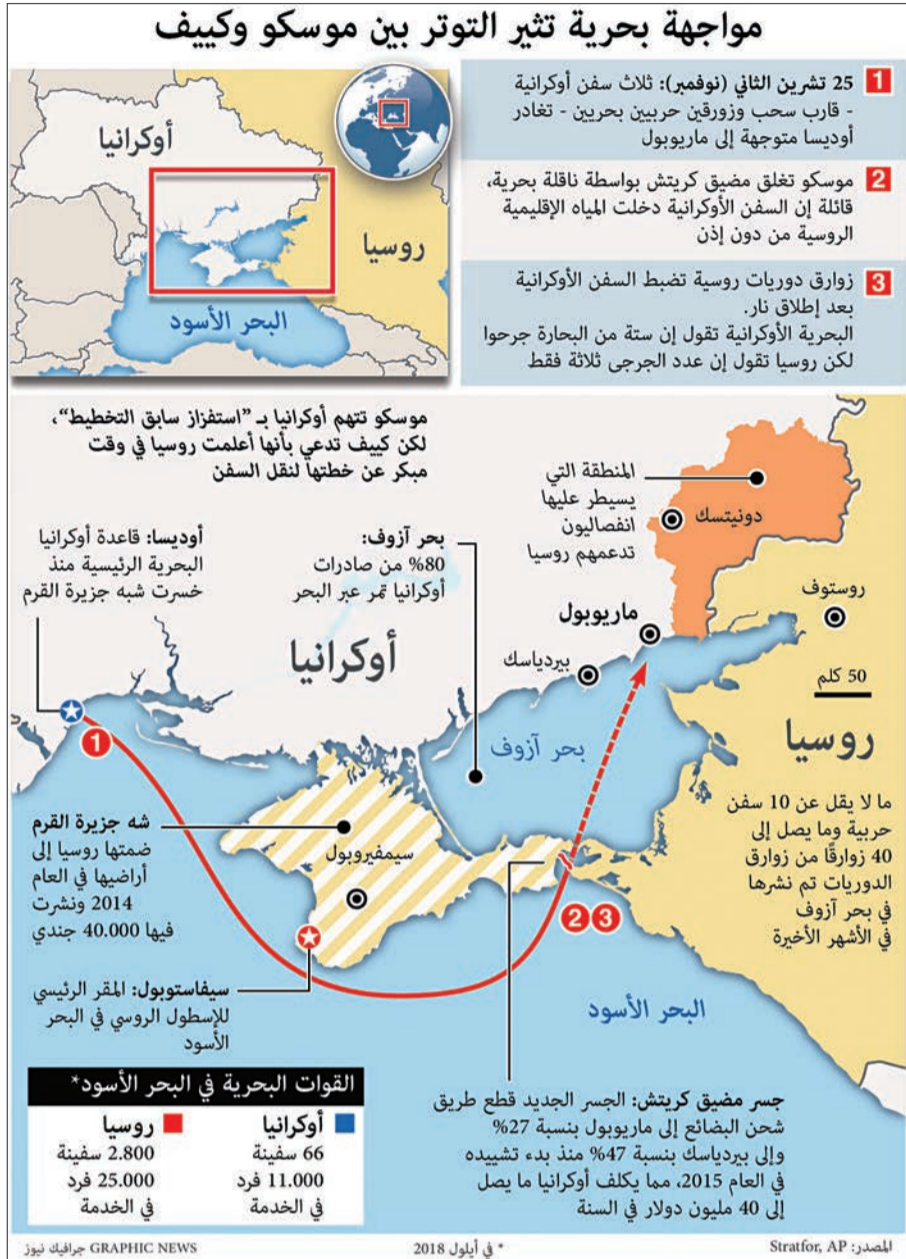 مواجهة بحرية تثير التوتر بين موسكو وكييف
1
25 تشرين الثاني (نوفمبر): ثلاث سفن أوكرانية
- قارب سحب وزورقين حربيين بحريين - تغادر
أوديسا متوجهة إلى ماريوبول
2
موسكو تغلق مضيق كريتش بواسطة ناقلة بحرية،
قائلة إن السفن الأوكرانية دخلت المياه الإقليمية
الروسية من دون إذن
3
زوارق دوريات روسية تضبط السفن الأوكرانية
بعد إطلاق نار.
البحرية الأوكرانية تقول إن ستة من البحارة جرحوا
لكن روسيا تقول إن عدد الجرجى ثلاثة فقط
أوكرانيا
روسيا
البحر الأسود
موسكو تتهم أوكرانيا بـ “استفزاز سابق التخطيط“،
لكن كييف تدعي بأنها أعلمت روسيا في وقت
مبكر عن خطتها لنقل السفن
المنطقة التي
يسيطر عليها
انفصاليون
تدعمهم روسيا
دونيتسك
بحر آزوف:
80% من صادرات
أوكرانيا تمر عبر البحر
أوديسا: قاعدة أوكرانيا
البحرية الرئيسية منذ
خسرت شبه جزيرة القرم
روستوف
ماريوبول
بيردياسك
أوكرانيا
50 كلم
روسيا
بحر آزوف
1
ما لا يقل عن 10 سفن
حربية وما يصل إلى
40 زوارقًا من زوارق
الدوريات تم نشرها
في بحر آزوف
في الأشهر الأخيرة
شه جزيرة القرم
ضمتها روسيا إلى
أراضيها في العام
2014 ونشرت
فيها 40.000 جندي
سيمفيروبول
2 3
سيفاستوبول: المقر الرئيسي
للإسطول الروسي في البحر
الأسود
البحر الأسود
جسر مضيق كريتش: الجسر الجديد قطع طريق
شحن البضائع إلى ماريوبول بنسبة 27%
وإلى بيردياسك بنسبة 47% منذ بدء تشييده
في العام 2015، مما يكلف أوكرانيا ما يصل
إلى 40 مليون دولار في السنة
القوات البحرية في البحر الأسود*
أوكرانيا
66 سفينة
11.000 فرد
في الخدمة
روسيا
2.800 سفينة
25.000 فرد
في الخدمة
المصدر: Stratfor, AP
* في أيلول 2018
GRAPHIC NEWS جرافيك نيوز